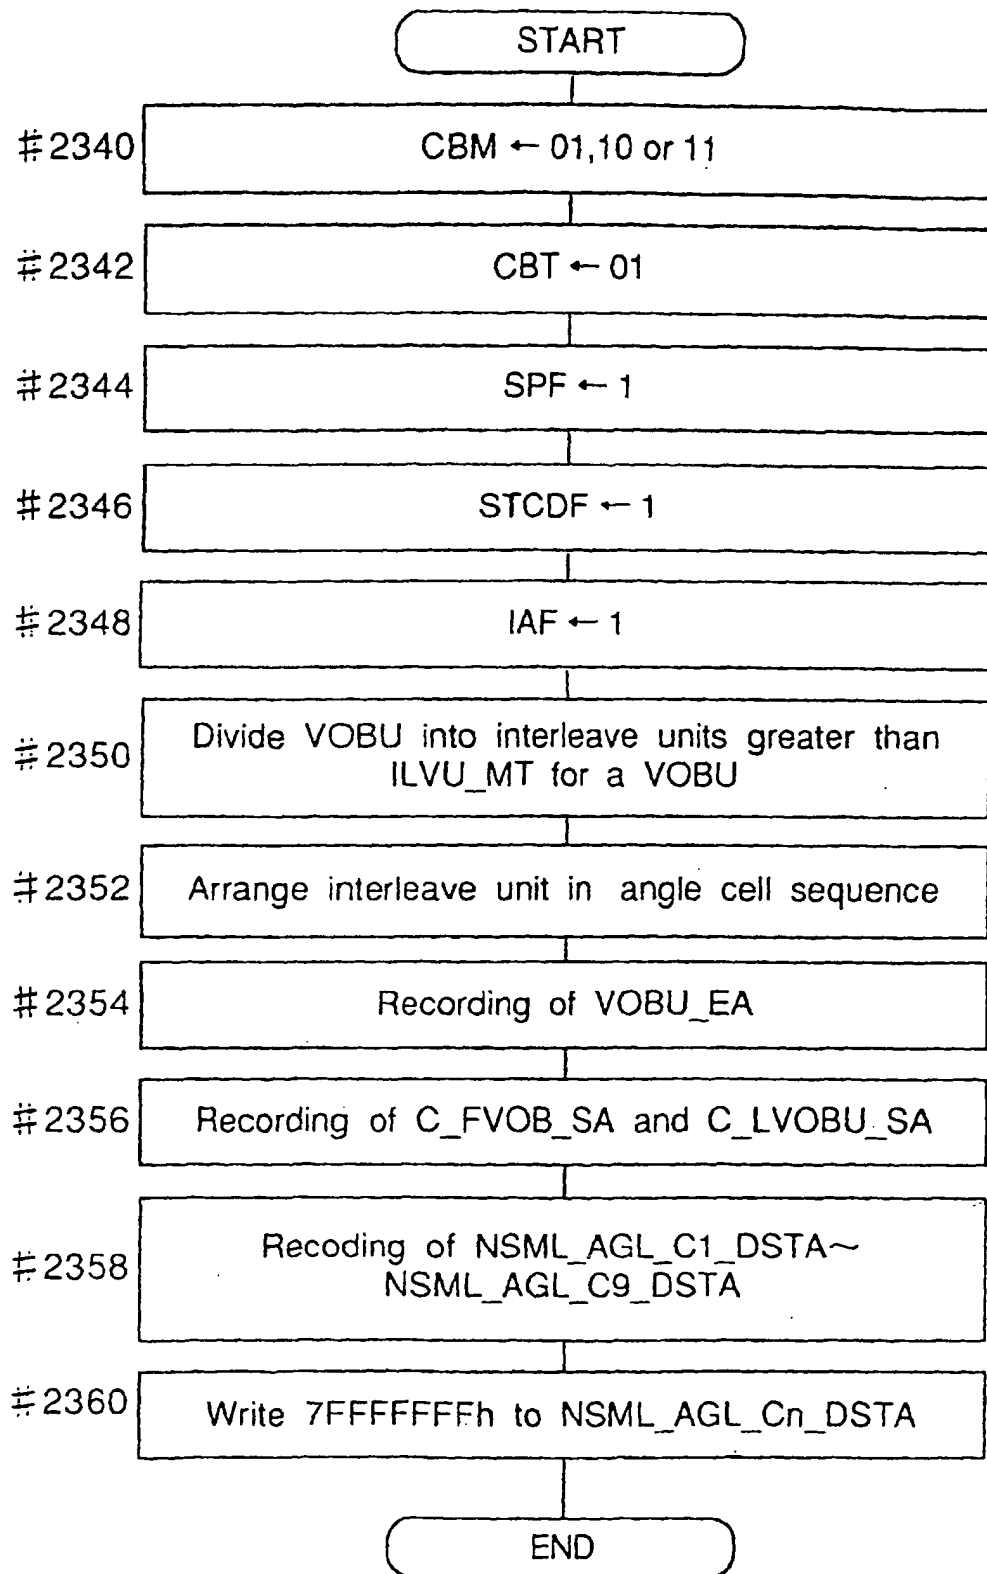 START
#2340
CBM ← 01,10 or 11
#2342
CBT ← 01
#2344
SPF ← 1
#2346
STCDF ← 1
#2348
IAF ← 1
#2350
Divide VOBU into interleave units greater than
ILVU_MT for a VOBU
#2352
Arrange interleave unit in angle cell sequence
#2354
Recording of VOBU_EA
#2356
Recording of C_FVOB_SA and C_LVOBU_SA
#2358
Recoding of NSML_AGL_C1_DSTA~
NSML_AGL_C9_DSTA
#2360
Write 7FFFFFFFh to NSML_AGL_Cn_DSTA
END